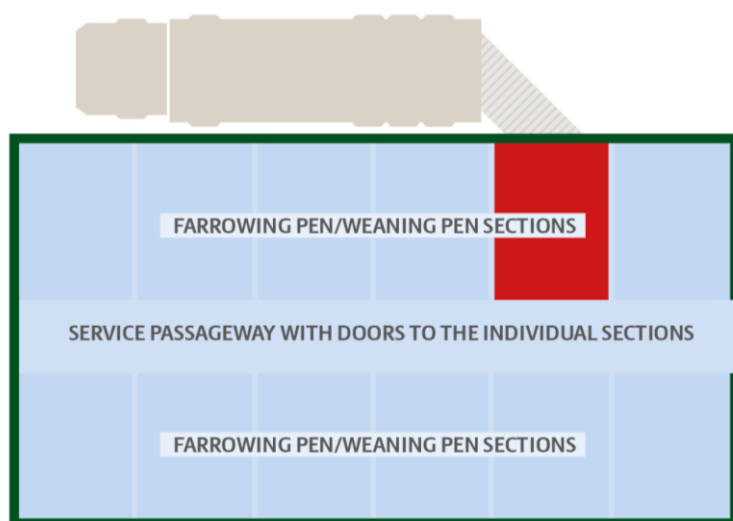 FARROWING PEN/WEANING PEN SECTIONS
SERVICE PASSAGEWAY WITH DOORS TO THE INDIVIDUAL SECTIONS
FARROWING PEN/WEANING PEN SECTIONS